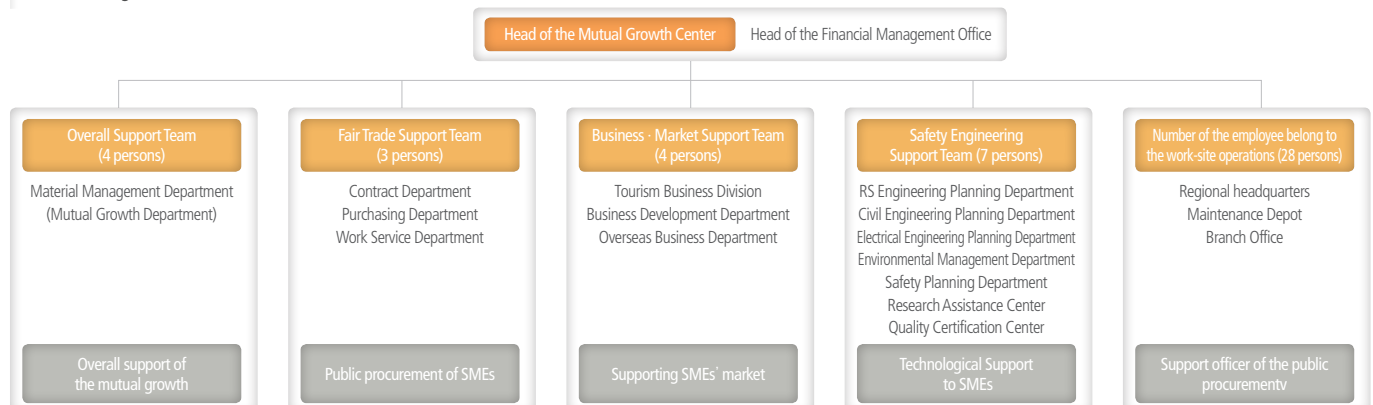 Head of the Mutual Growth Center Head of the Financial Management Office
Overall Support Team
(4 persons)
Material Management Department
(Mutual Growth Department)
Overall support of
the mutual growth
Fair Trade Support Team
(3 persons)
Contract Department
Purchasing Department
Work Service Department
Public procurement of SMEs
Business · Market Support Team
(4 persons)
Tourism Business Division
Business Development Department
Overseas Business Department
Supporting SMEs’ market
Safety Engineering
Support Team (7 persons)
RS Engineering Planning Department
Civil Engineering Planning Department
Electrical Engineering Planning Department
Environmental Management Department
Safety Planning Department
Research Assistance Center
Quality Certification Center
Technological Support
to SMEs
Number of the employee belong to
the work-site operations (28 persons)
Regional headquarters
Maintenance Depot
Branch Office
Support officer of the public
procurementv